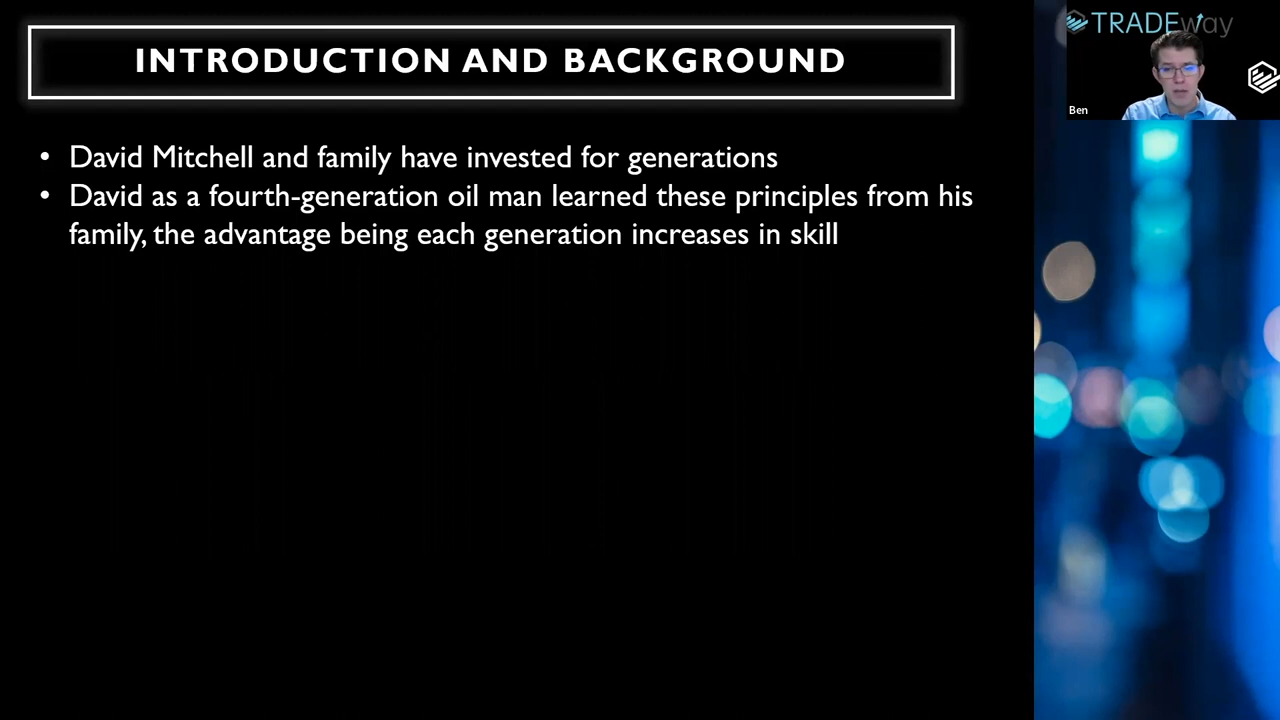 INTRODUCTION AND BACKGROUND
• David Mitchell and family have invested for generations
• David as a fourth-generation oil man learned these principles from his
family, the advantage being each generation increases in skill
TRADEway
Ben